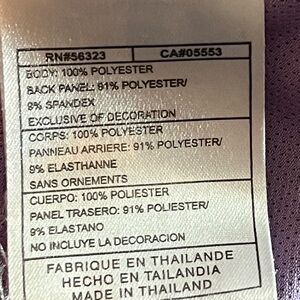 RN#56323 CA#05553
BODY: 100% POLYESTER
BACK PANEL: 91% POLYESTER/
9% SPANDEX
EXCLUSIVE OF DECORATION
CORPS: 100% POLYESTER
PANNEAU ARRIERE: 91% POLYESTER/
9% ELASTHANNE
SANS ORNEMENTS
CUERPO: 100% POLIESTER
PANEL TRASERO: 91% POLIESTER/
9% ELASTANO
NO INCLUYE LA DECORACION
FABRIQUE EN THAILANDE
HECHO EN TAILANDIA
MADE IN THAILAND